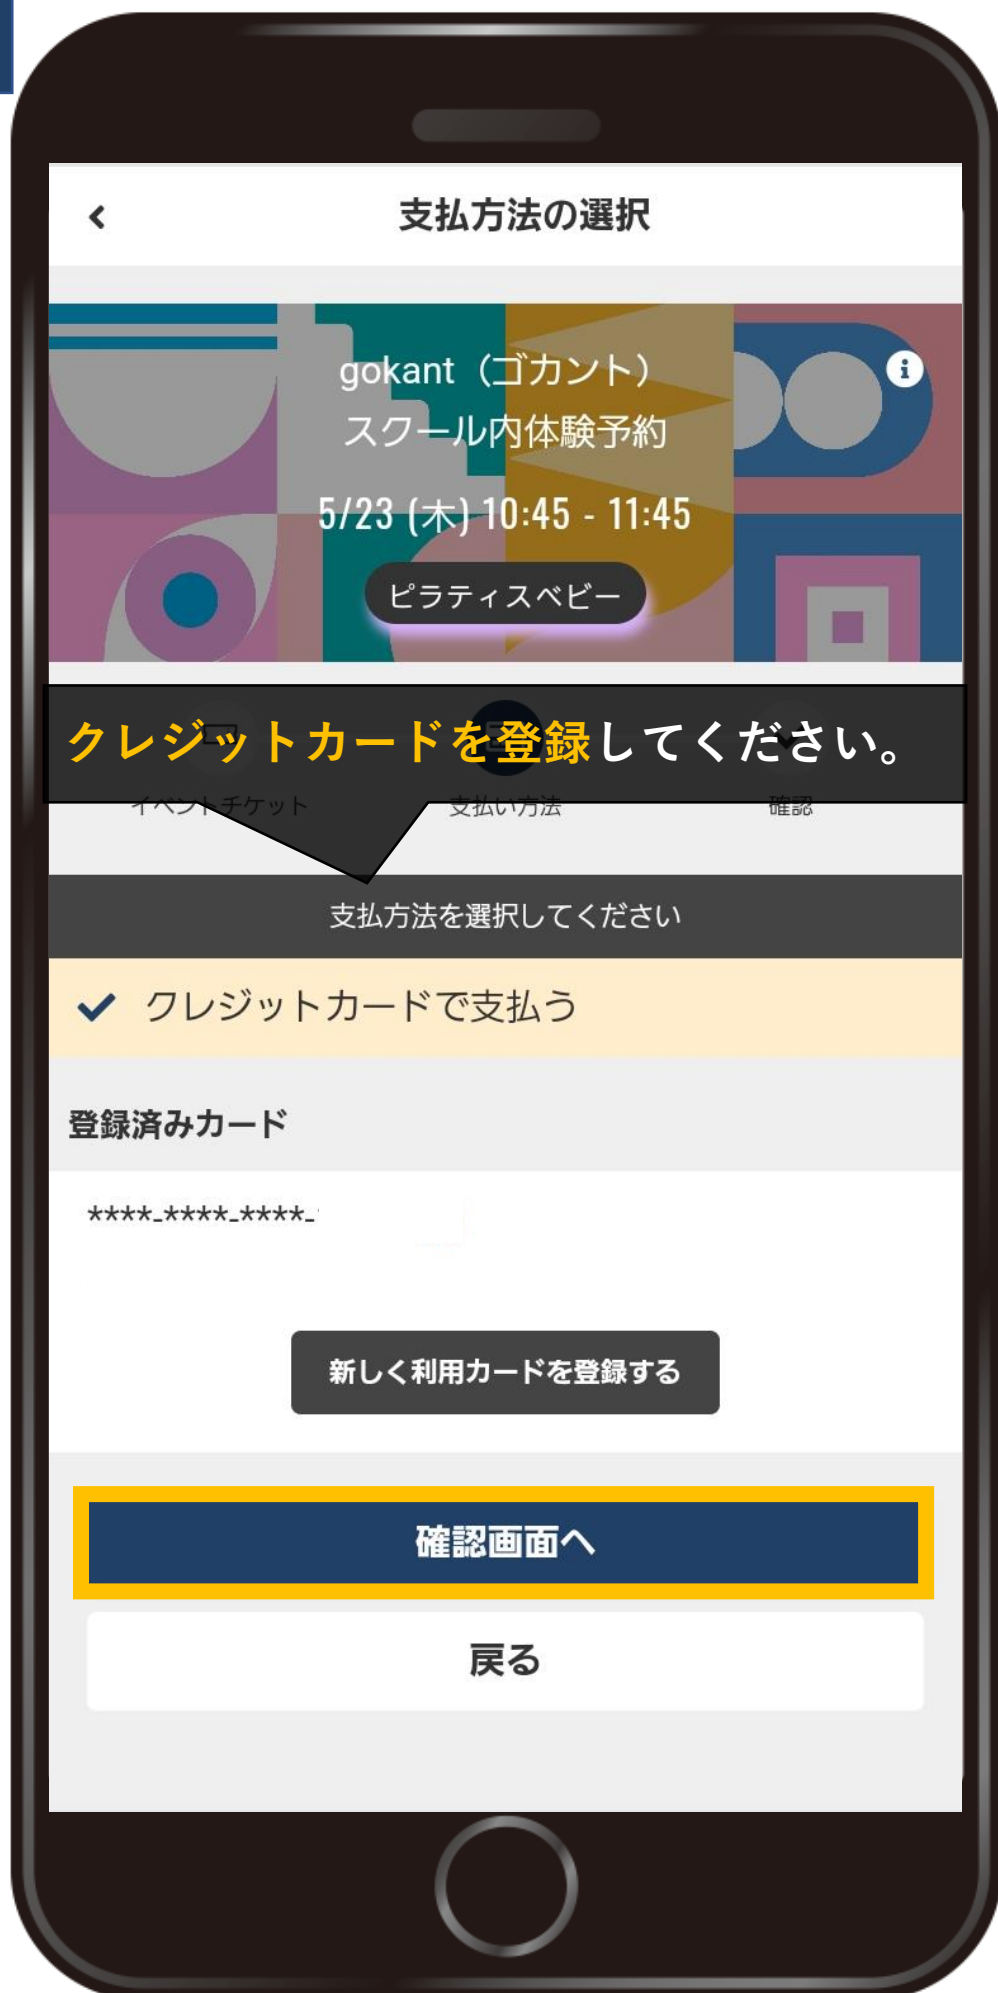 支払方法の選択
gokant（ゴカント）
スクール内体験予約
5/23 (木) 10:45 - 11:45
ピラティスベビー
クレジットカードを登録してください。
イベントチケット
支払い方法
確認
支払方法を選択してください
クレジットカードで支払う
登録済みカード
****-****-****-
新しく利用カードを登録する
確認画面へ
戻る